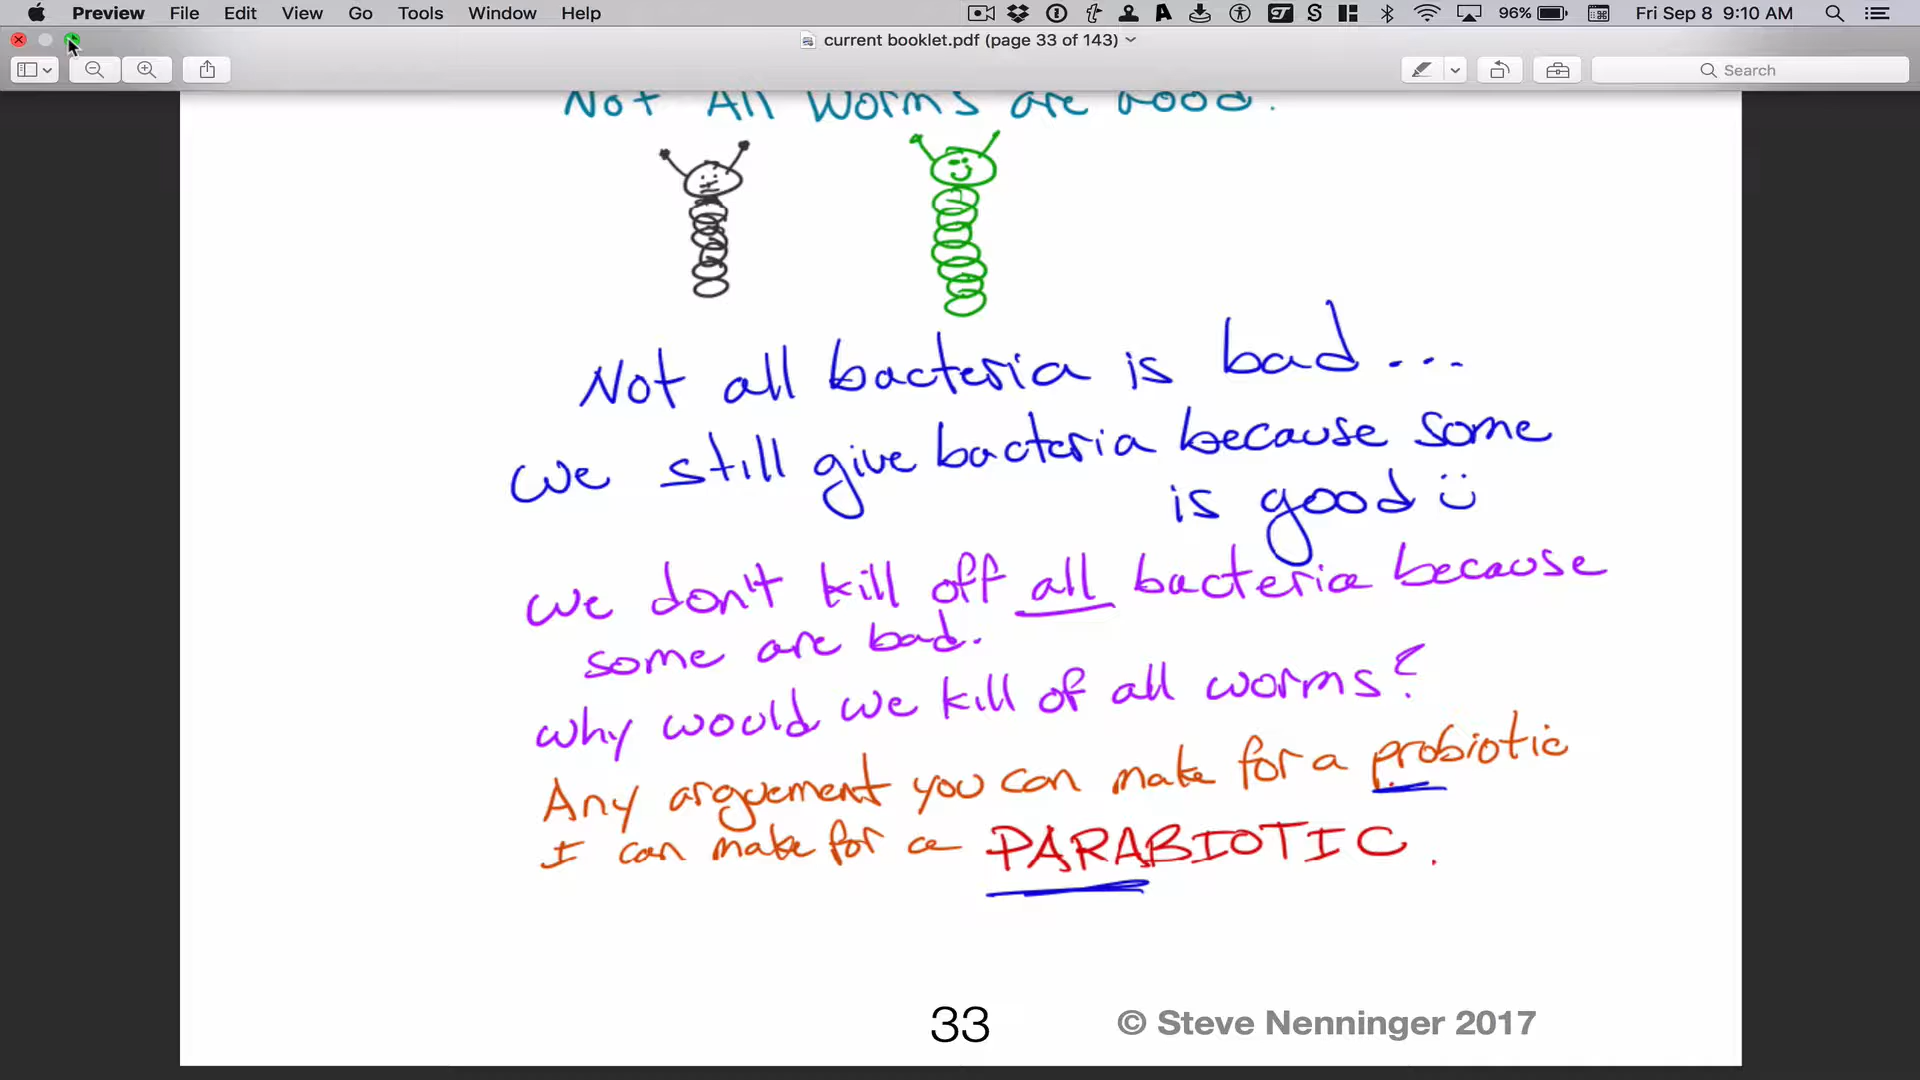 Preview File Edit View Go Tools Window Help 96% Fri Sep 8 9:10 AM
current booklet.pdf (page 33 of 143)
Search
Not All Worms are Good.
Not all bacteria is bad...
We still give bacteria because some
is good
We don't kill off all bacteria because
some are bad.
Why would we kill of all worms?
Any arguement you can make for a probiotic
I can make for a PARABIOTIC.
33 © Steve Nenninger 2017